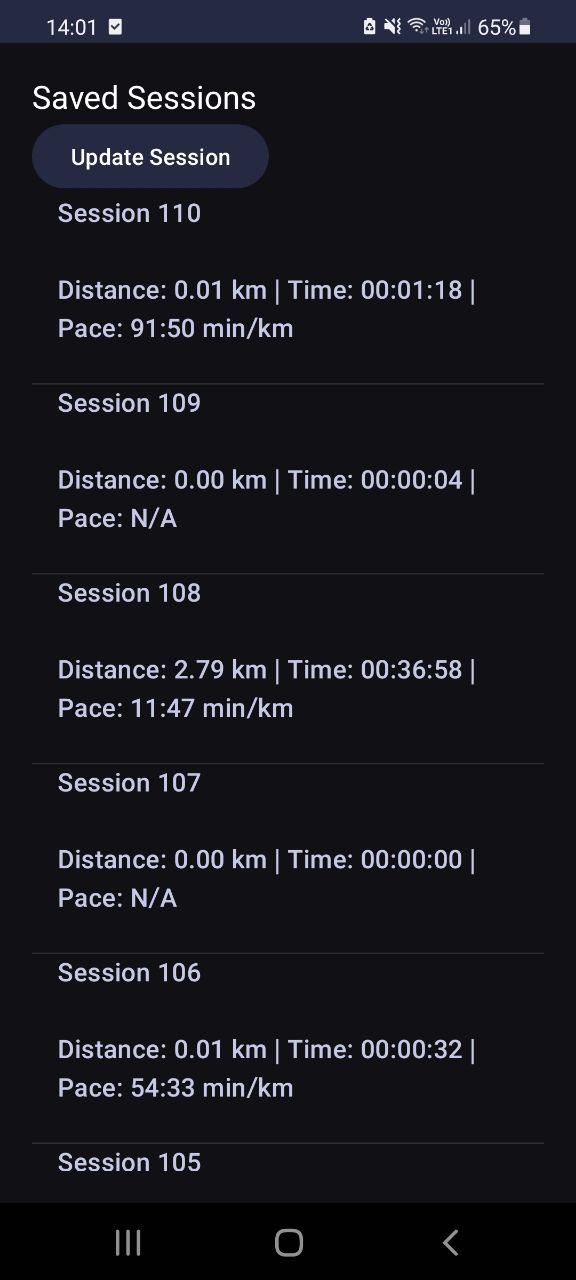 14:01
Vo)) LTE1 65%
Saved Sessions
Update Session
Session 110
Distance: 0.01 km | Time: 00:01:18 |
Pace: 91:50 min/km
Session 109
Distance: 0.00 km | Time: 00:00:04 |
Pace: N/A
Session 108
Distance: 2.79 km | Time: 00:36:58 |
Pace: 11:47 min/km
Session 107
Distance: 0.00 km | Time: 00:00:00 |
Pace: N/A
Session 106
Distance: 0.01 km | Time: 00:00:32 |
Pace: 54:33 min/km
Session 105